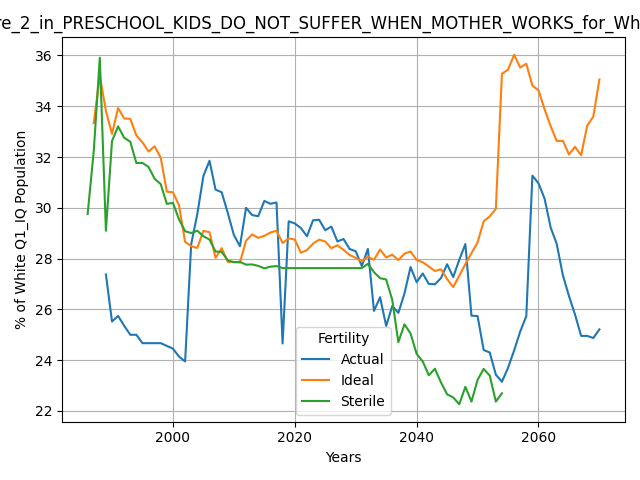 re_2_in_PRESCHOOL_KIDS_DO_NOT_SUFFER_WHEN_MOTHER_WORKS_for_Wh
36
34
32
30
28
26
24
22
% of White Q1_IQ Population
Fertility
Actual
Ideal
Sterile
2000 2020 2040 2060
Years